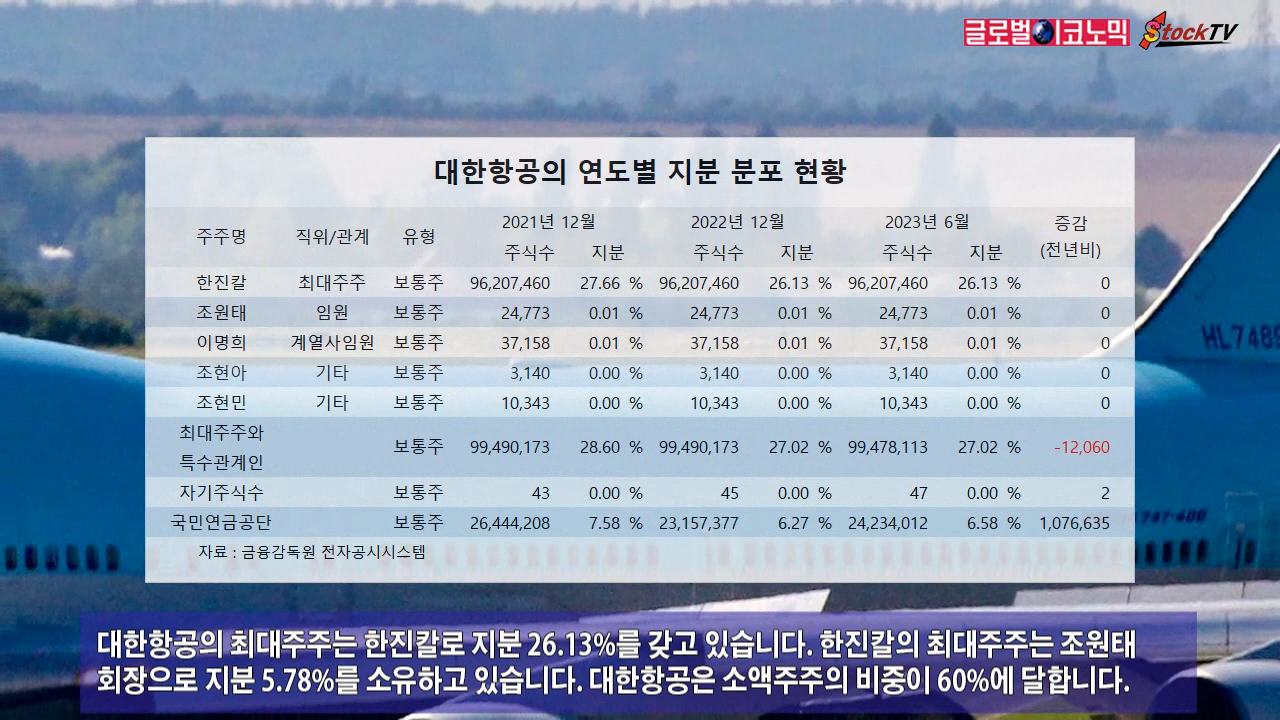 글로벌이코노믹 StockTV
대한항공의 연도별 지분 분포 현황
주주명 직위/관계 유형 2021년 12월 2022년 12월 2023년 6월 증감
주식수 지분 주식수 지분 주식수 지분 (전년비)
한진칼 최대주주 보통주 96,207,460 27.66 % 96,207,460 26.13 % 96,207,460 26.13 % 0
조원태 임원 보통주 24,773 0.01 % 24,773 0.01 % 24,773 0.01 % 0
이명희 계열사임원 보통주 37,158 0.01 % 37,158 0.01 % 37,158 0.01 % 0
조현아 기타 보통주 3,140 0.00 % 3,140 0.00 % 3,140 0.00 % 0
조현민 기타 보통주 10,343 0.00 % 10,343 0.00 % 10,343 0.00 % 0
최대주주와
특수관계인 보통주 99,490,173 28.60 % 99,490,173 27.02 % 99,478,113 27.02 % -12,060
자기주식수 보통주 43 0.00 % 45 0.00 % 47 0.00 % 2
국민연금공단 보통주 26,444,208 7.58 % 23,157,377 6.27 % 24,234,012 6.58 % 1,076,635
자료 : 금융감독원 전자공시시스템
대한항공의 최대주주는 한진칼로 지분 26.13%를 갖고 있습니다. 한진칼의 최대주주는 조원태
회장으로 지분 5.78%를 소유하고 있습니다. 대한항공은 소액주주의 비중이 60%에 달합니다.